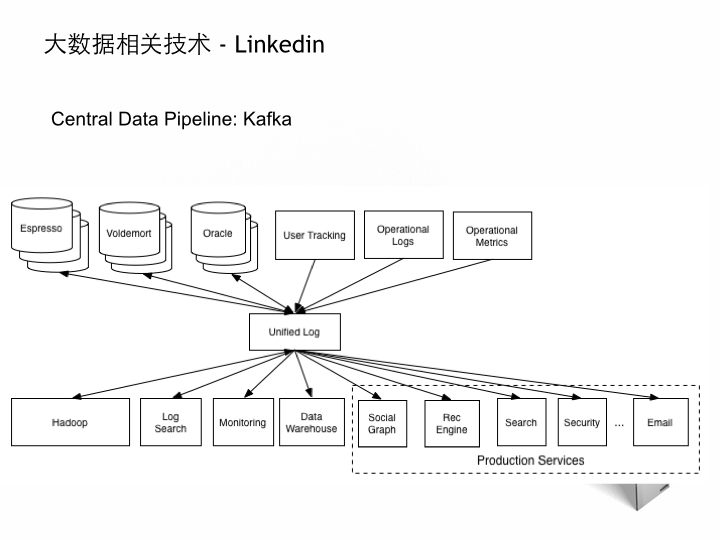 大数据相关技术 - Linkedin
Central Data Pipeline: Kafka
Espresso
Voldemort
Oracle
User Tracking
Operational
Logs
Operational
Metrics
Unified Log
Hadoop
Log
Search
Monitoring
Data
Warehouse
Social
Graph
Rec
Engine
Search
Security
...
Email
Production Services